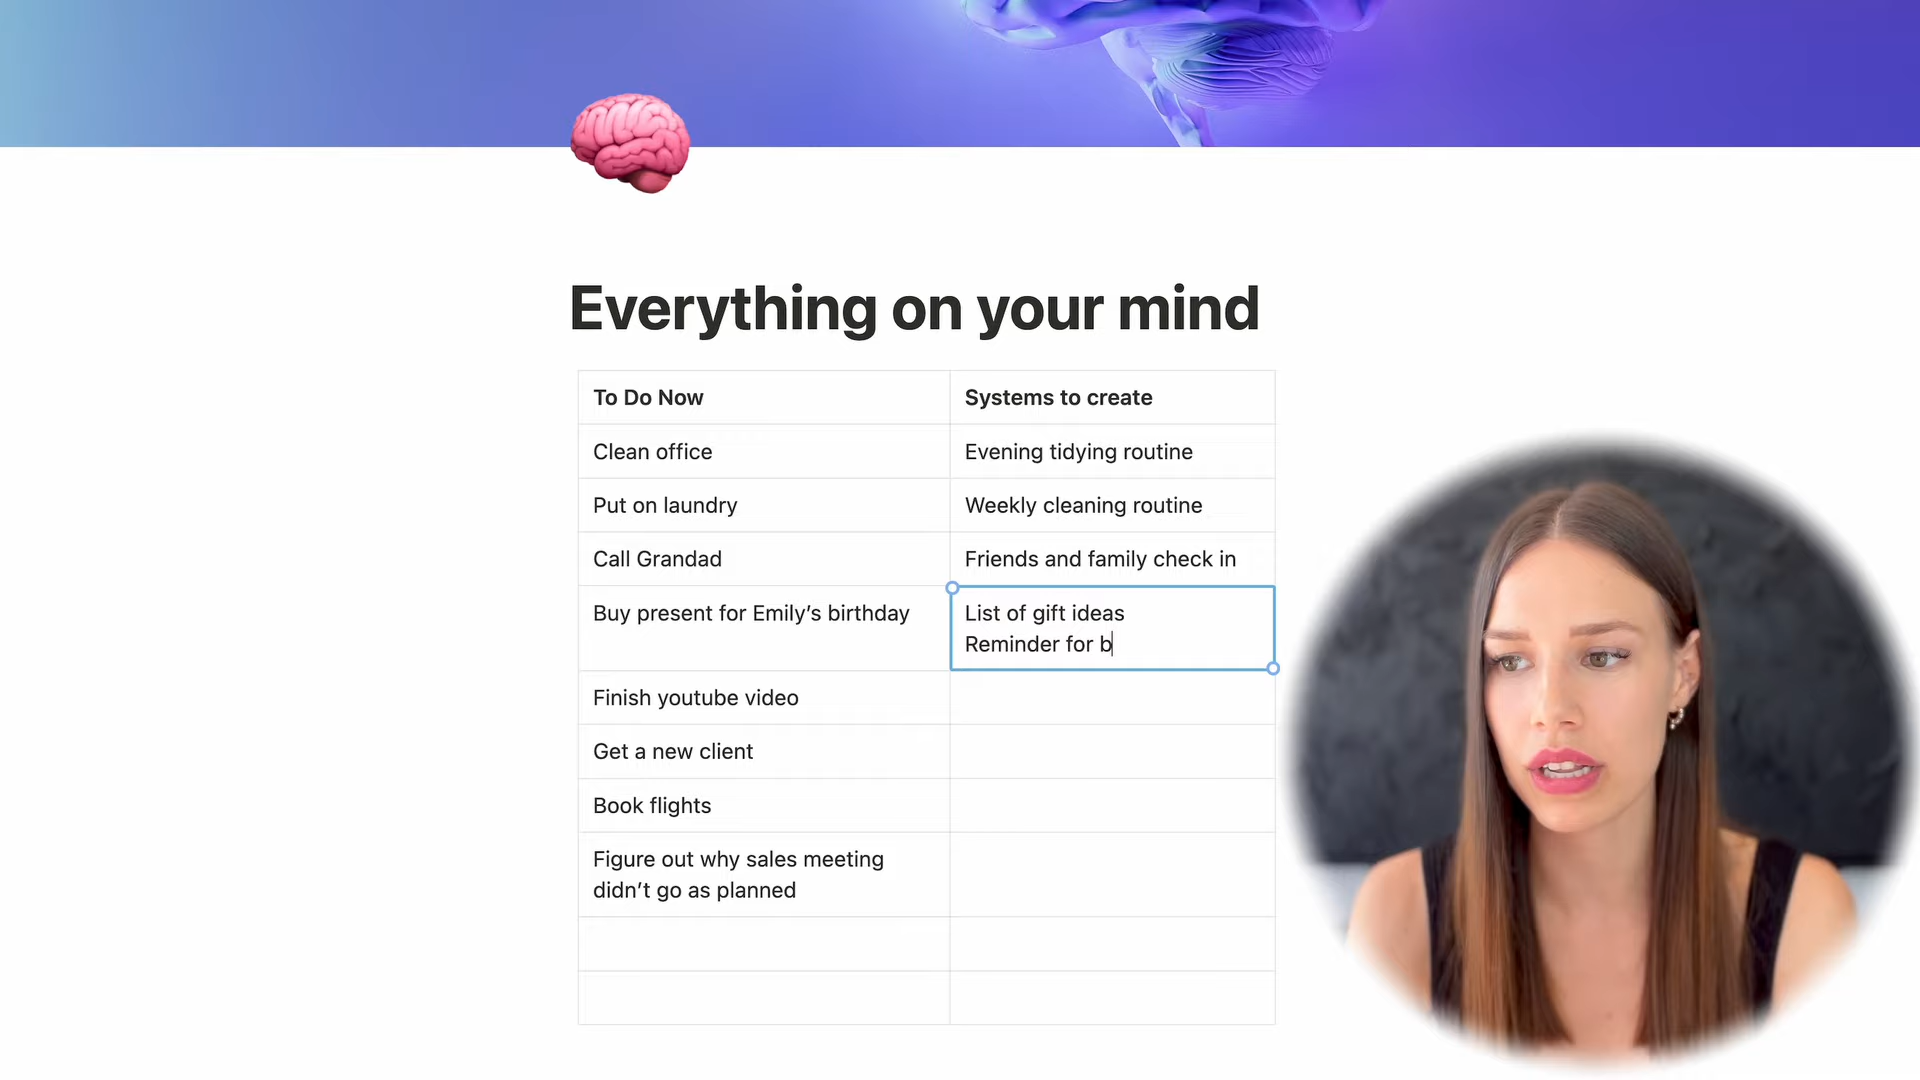 Everything on your mind
To Do Now
Systems to create
Clean office
Evening tidying routine
Put on laundry
Weekly cleaning routine
Call Grandad
Friends and family check in
Buy present for Emily’s birthday
List of gift ideas
Reminder for b
Finish youtube video
Get a new client
Book flights
Figure out why sales meeting
didn’t go as planned